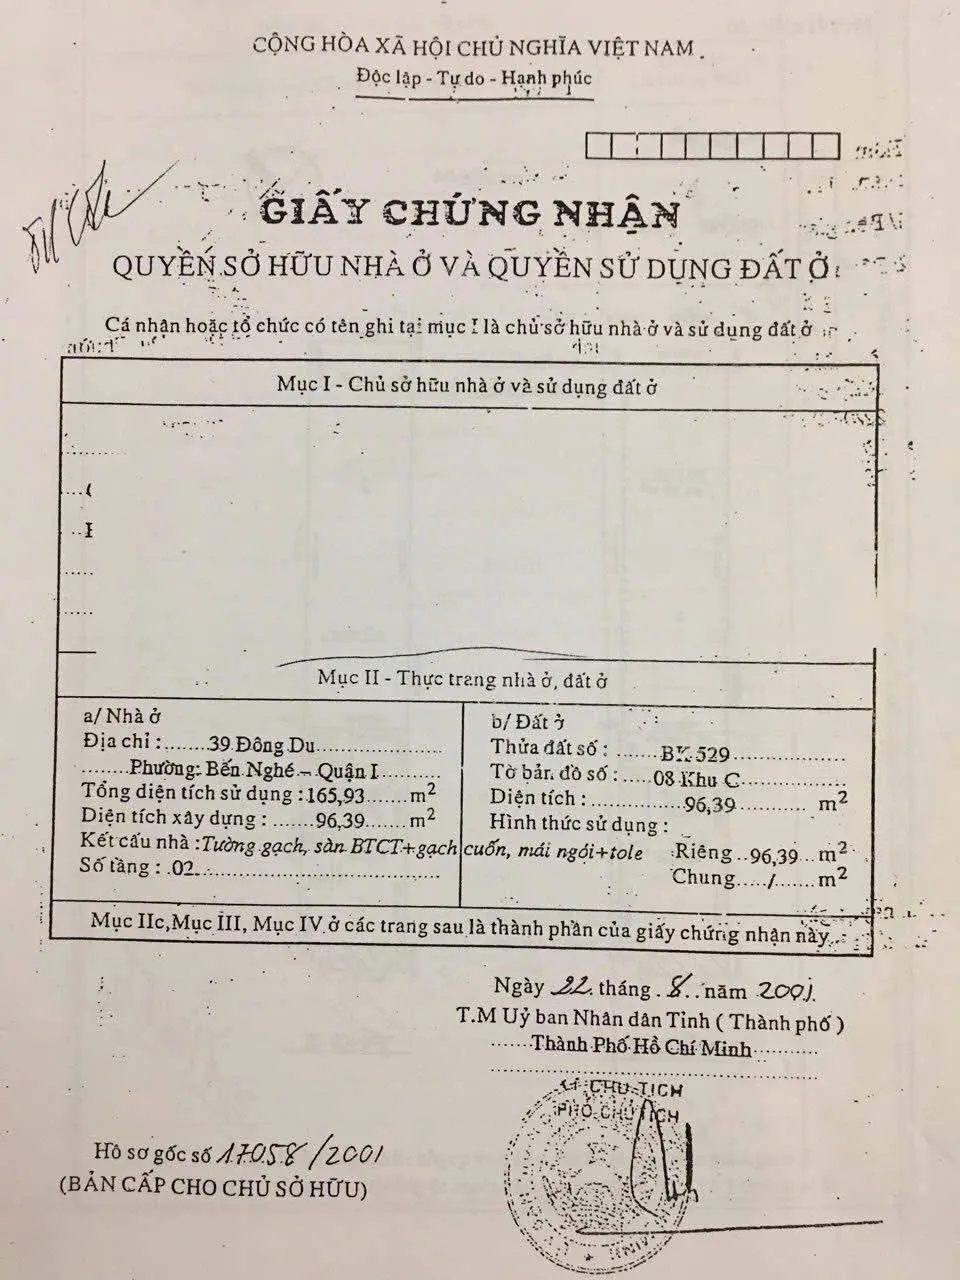 CỘNG HÒA XÃ HỘI CHỦ NGHĨA VIỆT NAM
Độc lập - Tự do - Hạnh phúc
GIẤY CHỨNG NHẬN
QUYỀN SỞ HỮU NHÀ Ở VÀ QUYỀN SỬ DỤNG ĐẤT Ở
Cá nhân hoặc tổ chức có tên ghi tại mục I là chủ sở hữu nhà ở và sử dụng đất ở
Mục I - Chủ sở hữu nhà ở và sử dụng đất ở
Mục II - Thực trạng nhà ở, đất ở
a/ Nhà ở
Địa chỉ :.......39 Đông Du.....................
........Phường: Bến Nghé - Quận I..........
Tổng diện tích sử dụng :165,93.......m²
Diện tích xây dựng : .......96,39.......m²
Kết cấu nhà :Tường gạch, sàn BTCT+gạch cuốn, mái ngói+tole
Số tầng : .02........................................
b/ Đất ở
Thửa đất số : ......BK 529...................
Tờ bản đồ số : .....08 Khu C.................
Diện tích :...............96,39........... m²
Hình thức sử dụng :
Riêng ..96,39... m²
Chung...../....... m²
Mục IIc,Mục III, Mục IV ở các trang sau là thành phần của giấy chứng nhận này
Ngày 22 tháng . 8.. năm 2001
T.M Uỷ ban Nhân dân Tỉnh ( Thành phố )
.......Thành Phố Hồ Chí Minh...........
CHỦ TỊCH
PHÓ CHỦ TỊCH
Hồ sơ gốc số 17058/2001
(BẢN CẤP CHO CHỦ SỞ HỮU)